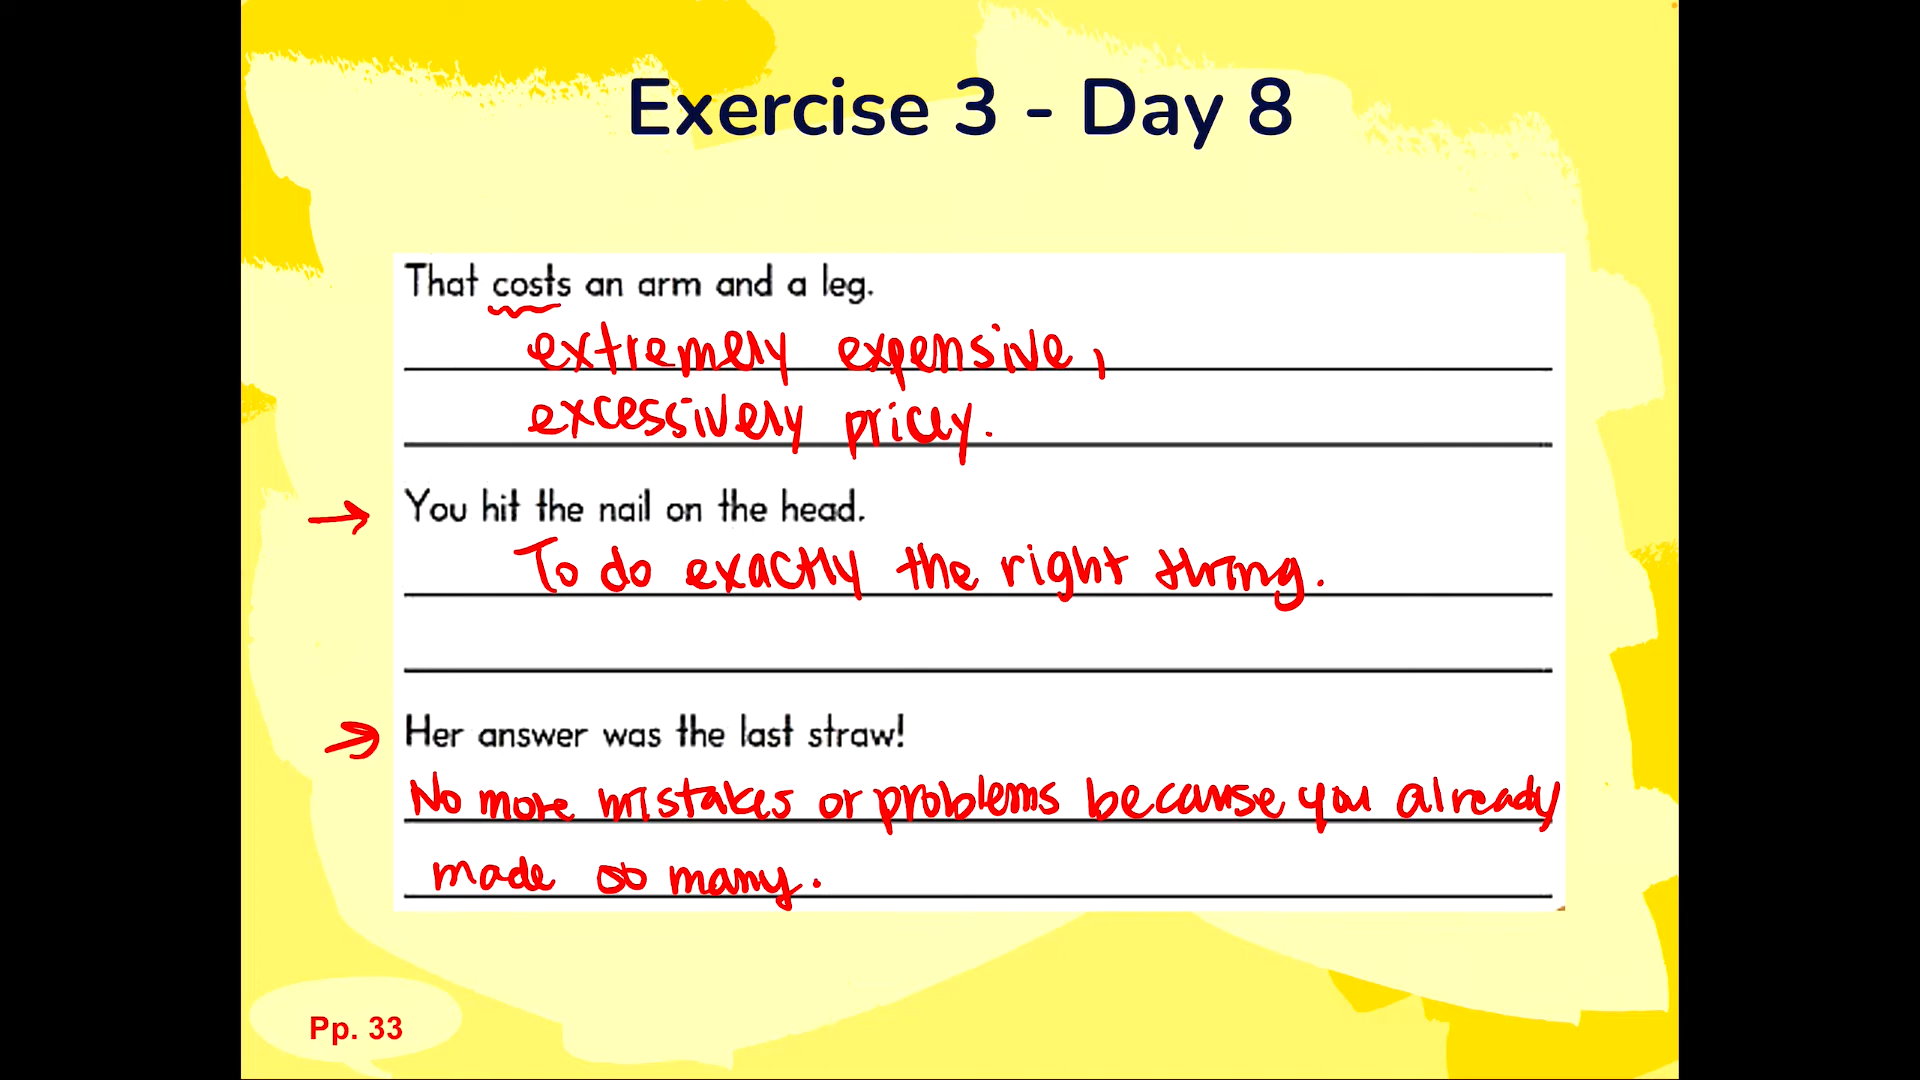 Exercise 3 - Day 8
That costs an arm and a leg.
extremely expensive,
excessively pricey.
You hit the nail on the head.
To do exactly the right thing.
Her answer was the last straw!
No more mistakes or problems because you already
made so many.
Pp. 33